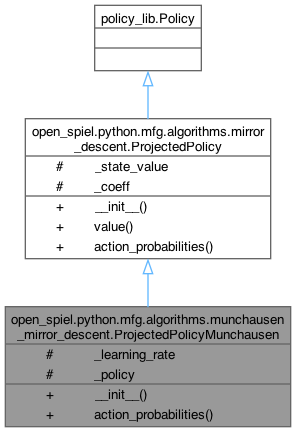 policy_lib.Policy
open_spiel.python.mfg.algorithms.mirror
_descent.ProjectedPolicy
# _state_value
# _coeff
+ __init__()
+ value()
+ action_probabilities()
open_spiel.python.mfg.algorithms.munchausen
_mirror_descent.ProjectedPolicyMunchausen
# _learning_rate
# _policy
+ __init__()
+ action_probabilities()